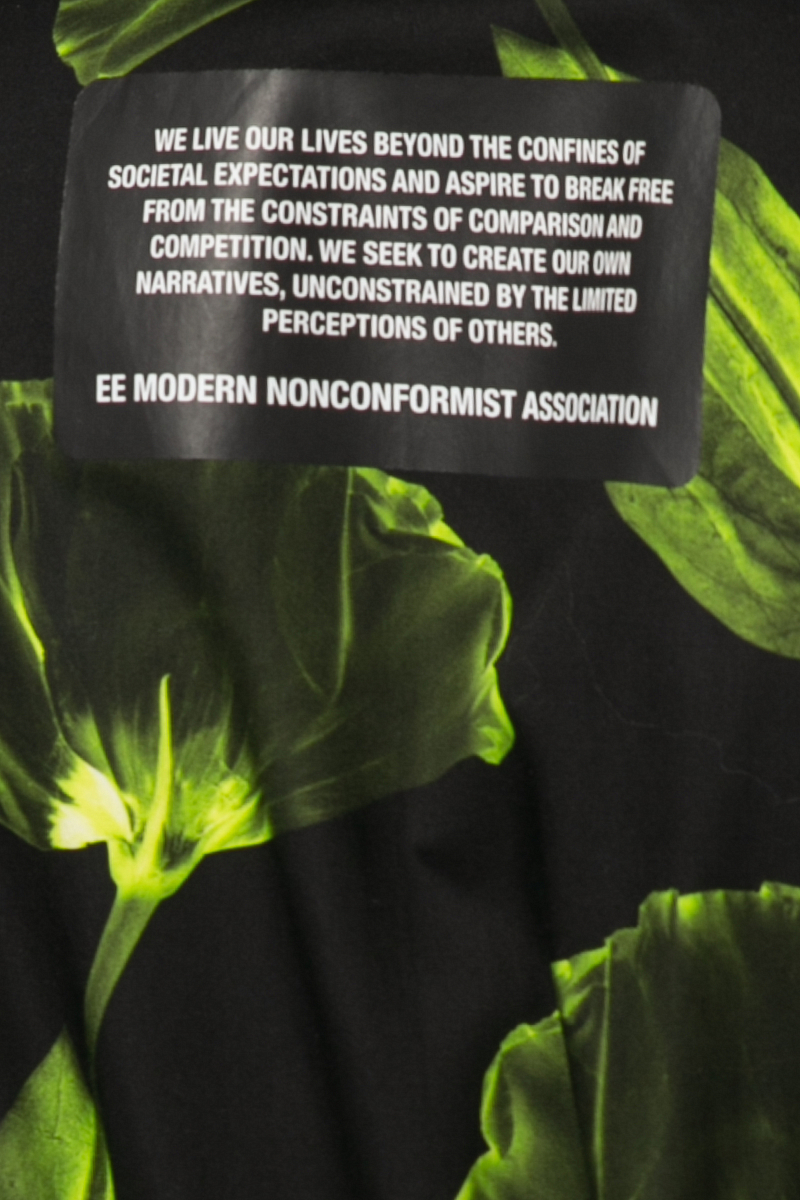 WE LIVE OUR LIVES BEYOND THE CONFINES OF
SOCIETAL EXPECTATIONS AND ASPIRE TO BREAK FREE
FROM THE CONSTRAINTS OF COMPARISON AND
COMPETITION. WE SEEK TO CREATE OUR OWN
NARRATIVES, UNCONSTRAINED BY THE LIMITED
PERCEPTIONS OF OTHERS.
EE MODERN NONCONFORMIST ASSOCIATION